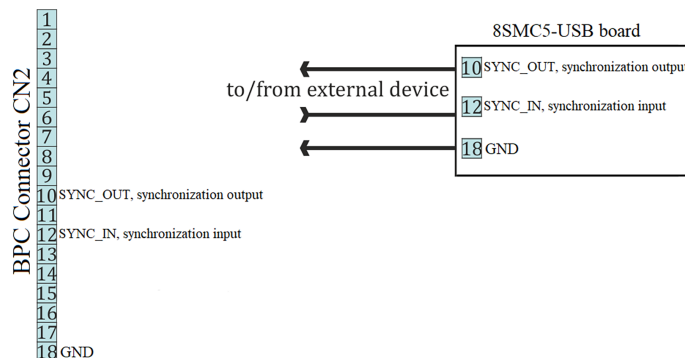 BPC Connector CN2
1
2
3
4
5
6
7
8
9
10 SYNC_OUT, synchronization output
11
12 SYNC_IN, synchronization input
13
14
15
16
17
18 GND
to/from external device
8SMC5-USB board
10 SYNC_OUT, synchronization output
12 SYNC_IN, synchronization input
18 GND